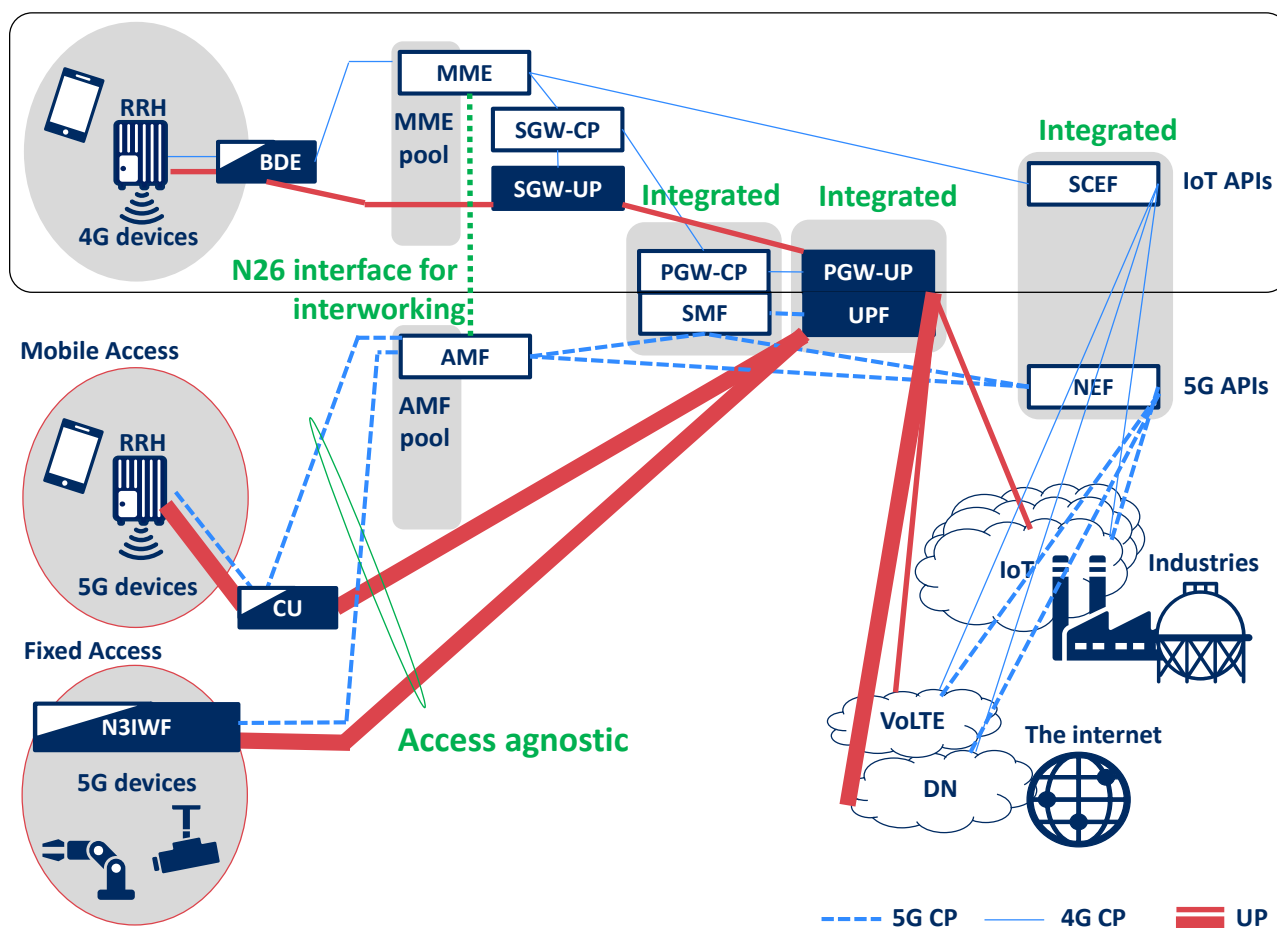 MME
RRH
SGW-CP
MME
pool
Integrated
BDE
SCEF
IoT APIs
SGW-UP
Integrated
Integrated
4G devices
N26 interface for
interworking
PGW-CP
PGW-UP
SMF
UPF
Mobile Access
AMF
NEF
5G APIs
AMF
pool
RRH
5G devices
IoT
Industries
CU
Fixed Access
N3IWF
VoLTE
Access agnostic
The internet
5G devices
DN
5G CP
4G CP
UP